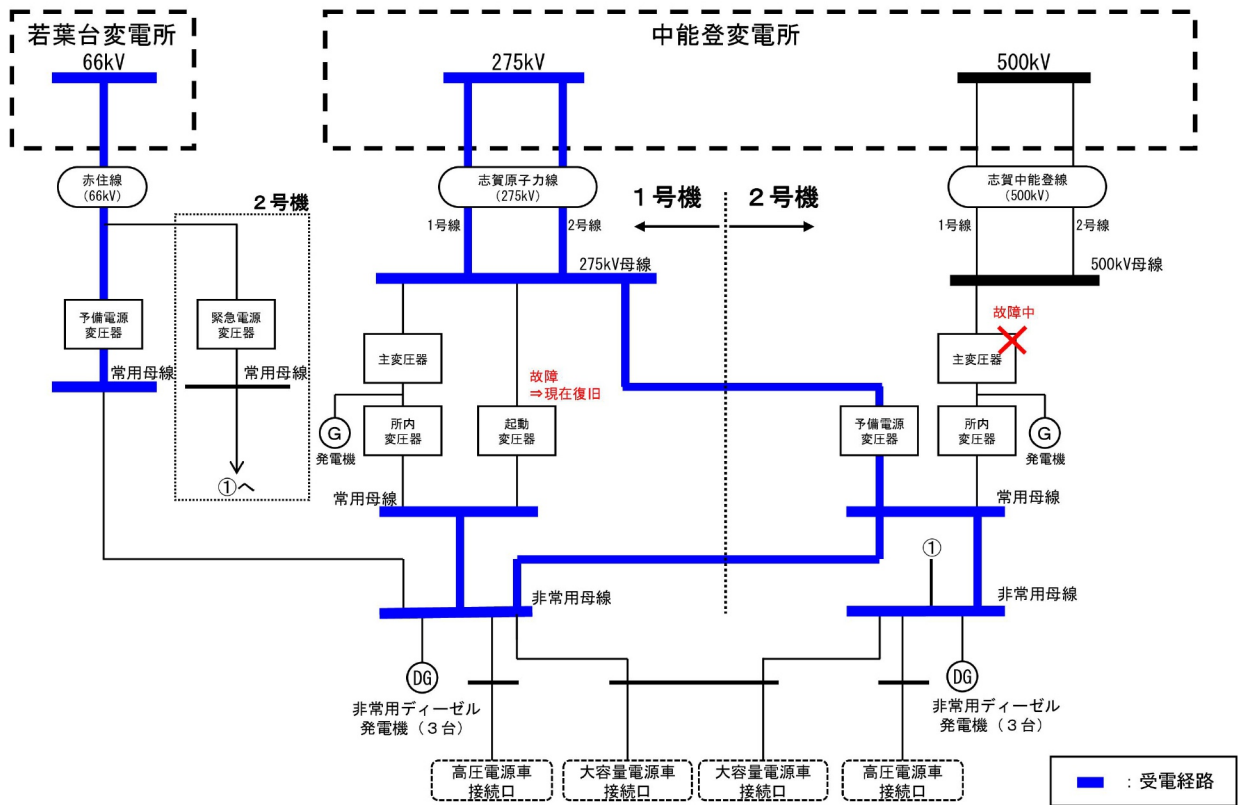 若葉台変電所
66kV
中能登変電所
275kV
500kV
赤住線
(66kV)
志賀原子力線
(275kV)
志賀中能登線
(500kV)
２号機
１号機
２号機
1号線
2号線
1号線
2号線
275kV母線
500kV母線
予備電源
変圧器
緊急電源
変圧器
故障中
主変圧器
主変圧器
常用母線
常用母線
故障
⇒現在復旧
G
発電機
所内
変圧器
起動
変圧器
予備電源
変圧器
所内
変圧器
G
発電機
①へ
常用母線
常用母線
①
非常用母線
非常用母線
DG
DG
非常用ディーゼル
発電機（３台）
非常用ディーゼル
発電機（３台）
高圧電源車
接続口
大容量電源車
接続口
大容量電源車
接続口
高圧電源車
接続口
：受電経路